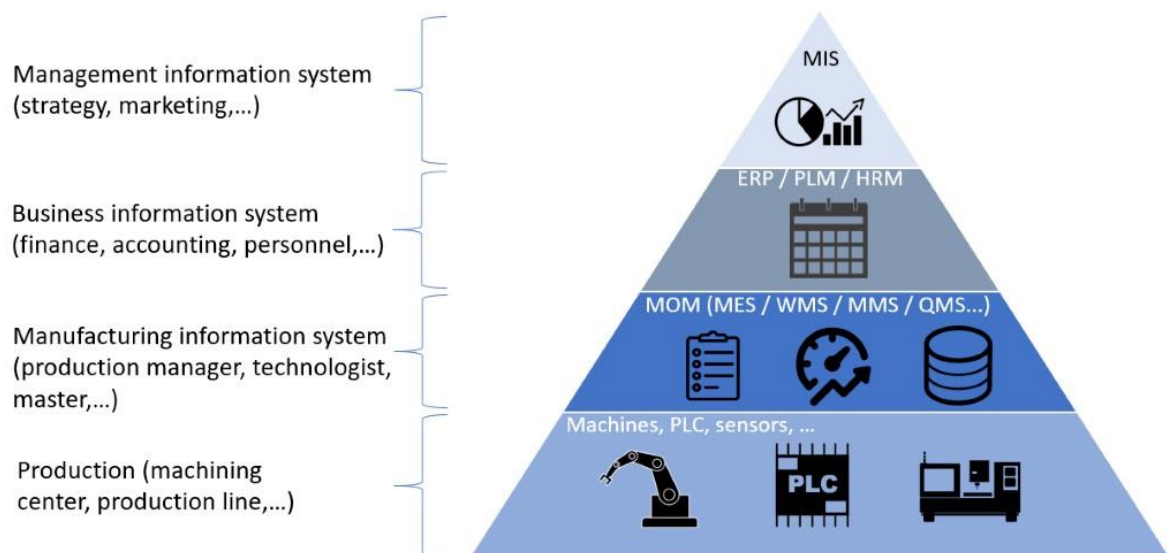 Management information system
(strategy, marketing,...)
Business information system
(finance, accounting, personnel,...)
Manufacturing information system
(production manager, technologist,
master,...)
Production (machining
center, production line,...)
MIS
ERP / PLM / HRM
MOM (MES / WMS / MMS / QMS...)
Machines, PLC, sensors, ...
PLC